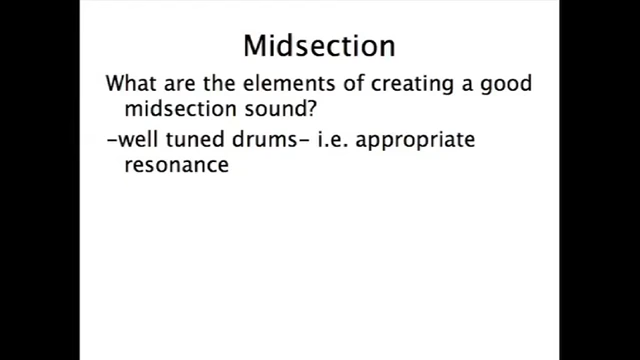 Midsection
What are the elements of creating a good
midsection sound?
-well tuned drums- i.e. appropriate
resonance